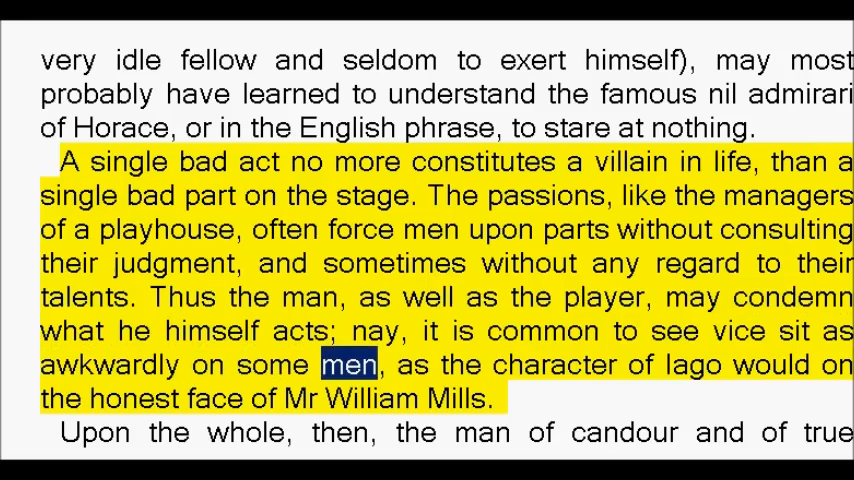 very idle fellow and seldom to exert himself), may most
probably have learned to understand the famous nil admirari
of Horace, or in the English phrase, to stare at nothing.
A single bad act no more constitutes a villain in life, than a
single bad part on the stage. The passions, like the managers
of a playhouse, often force men upon parts without consulting
their judgment, and sometimes without any regard to their
talents. Thus the man, as well as the player, may condemn
what he himself acts; nay, it is common to see vice sit as
awkwardly on some men, as the character of Iago would on
the honest face of Mr William Mills.
Upon the whole, then, the man of candour and of true